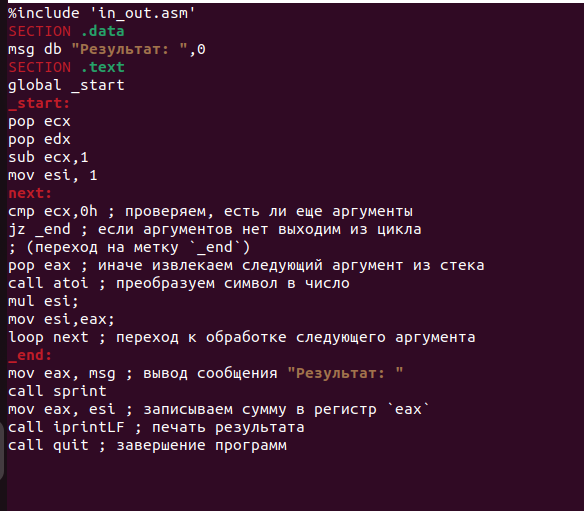 %include 'in_out.asm'
SECTION .data
msg db "Результат: ",0
SECTION .text
global _start
_start:
pop ecx
pop edx
sub ecx,1
mov esi, 1
next:
cmp ecx,0h ; проверяем, есть ли еще аргументы
jz _end ; если аргументов нет выходим из цикла
; (переход на метку `_end`)
pop eax ; иначе извлекаем следующий аргумент из стека
call atoi ; преобразуем символ в число
mul esi;
mov esi,eax;
loop next ; переход к обработке следующего аргумента
_end:
mov eax, msg ; вывод сообщения "Результат: "
call sprint
mov eax, esi ; записываем сумму в регистр `eax`
call iprintLF ; печать результата
call quit ; завершение программ